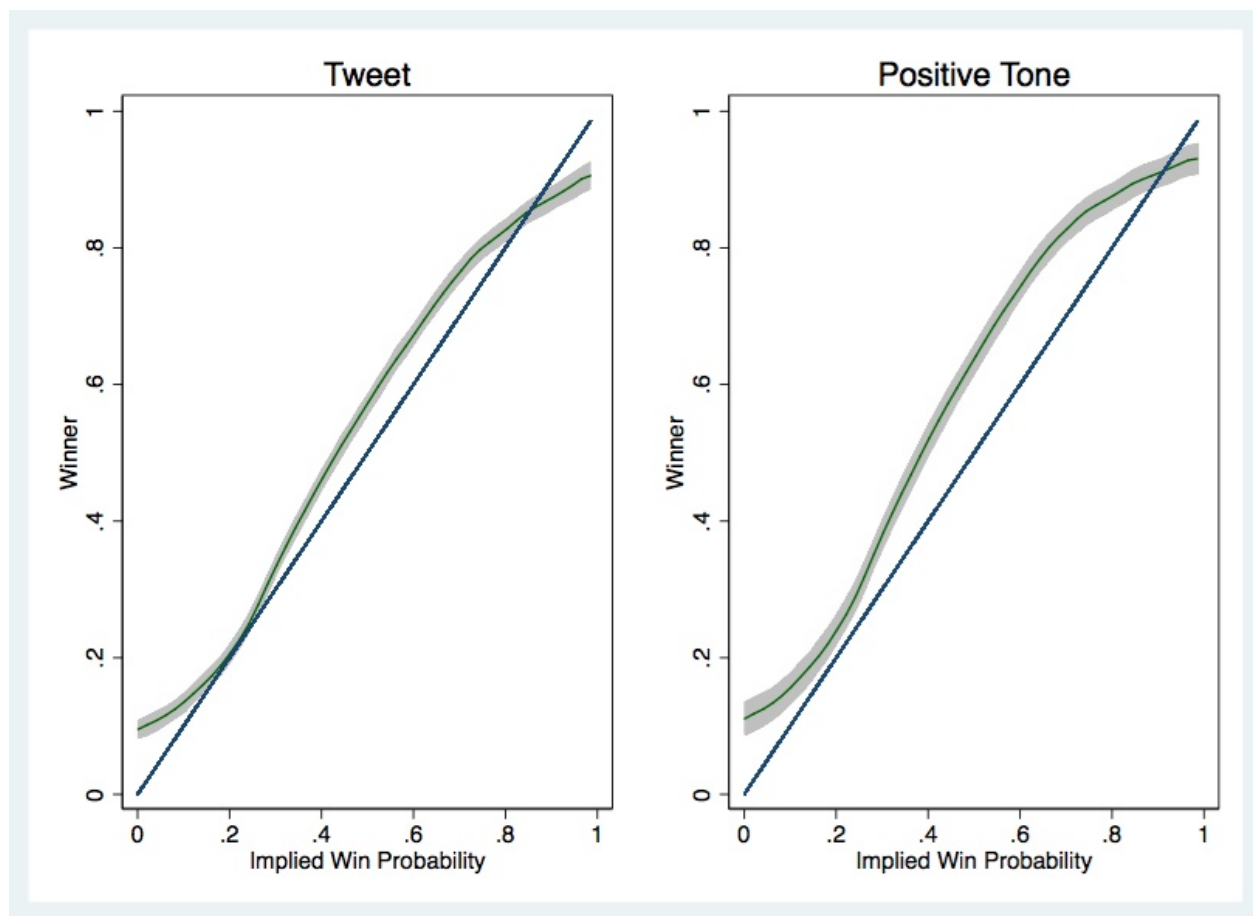 Tweet
Winner
1
.8
.6
.4
.2
0
0 .2 .4 .6 .8 1
Implied Win Probability
Positive Tone
Winner
1
.8
.6
.4
.2
0
0 .2 .4 .6 .8 1
Implied Win Probability